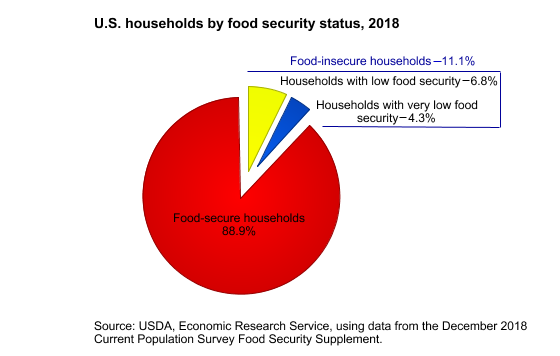 U.S. households by food security status, 2018
Food-insecure households—11.1%
Households with low food security—6.8%
Households with very low food
security—4.3%
Food-secure households
88.9%
Source: USDA, Economic Research Service, using data from the December 2018
Current Population Survey Food Security Supplement.